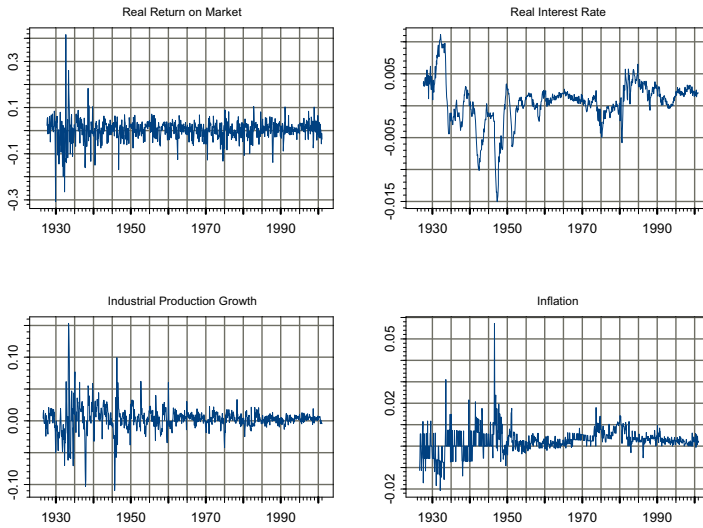 Real Return on Market
0.3
0.1
-0.1
-0.3
1930 1950 1970 1990
Real Interest Rate
0.005
-0.005
-0.015
1930 1950 1970 1990
Industrial Production Growth
0.10
0.00
-0.10
1930 1950 1970 1990
Inflation
0.05
0.02
-0.02
1930 1950 1970 1990